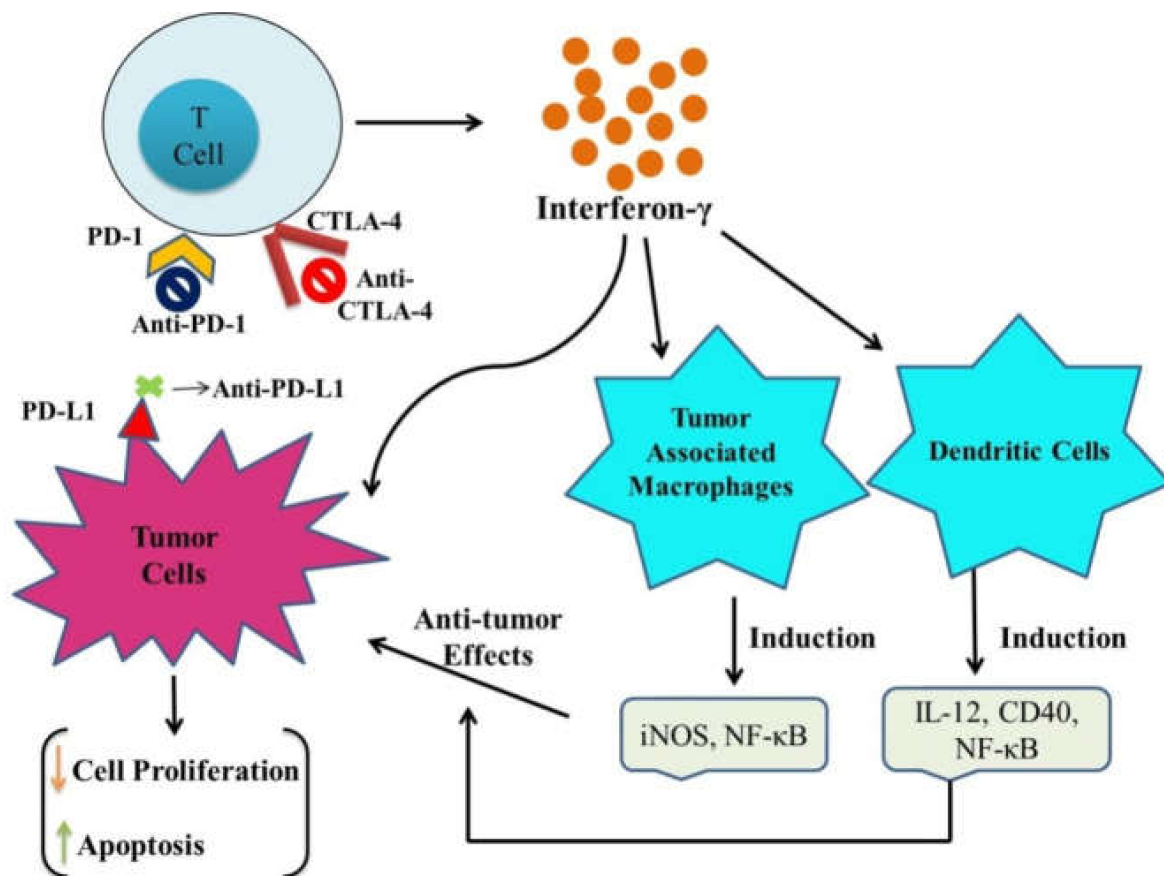 T
Cell
Interferon-γ
PD-1
CTLA-4
Anti-
CTLA-4
Anti-PD-1
Anti-PD-L1
PD-L1
Tumor
Associated
Macrophages
Dendritic Cells
Tumor
Cells
Anti-tumor
Effects
Induction
Induction
iNOS, NF-κB
IL-12, CD40,
NF-κB
Cell Proliferation
Apoptosis